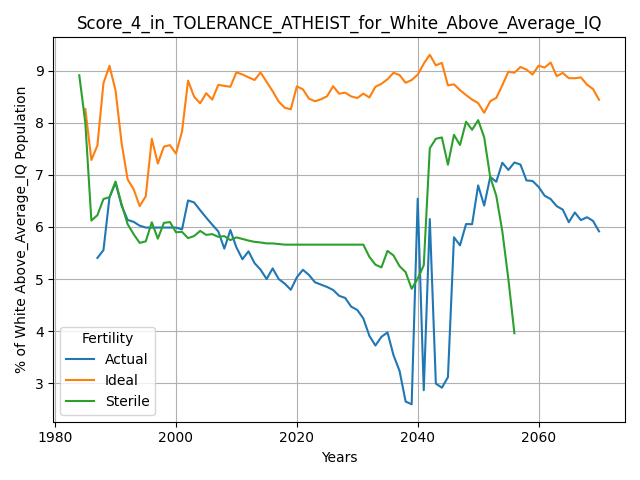 Score_4_in_TOLERANCE_ATHEIST_for_White_Above_Average_IQ
% of White Above_Average_IQ Population
9
8
7
6
5
4
3
Fertility
Actual
Ideal
Sterile
1980 2000 2020 2040 2060
Years